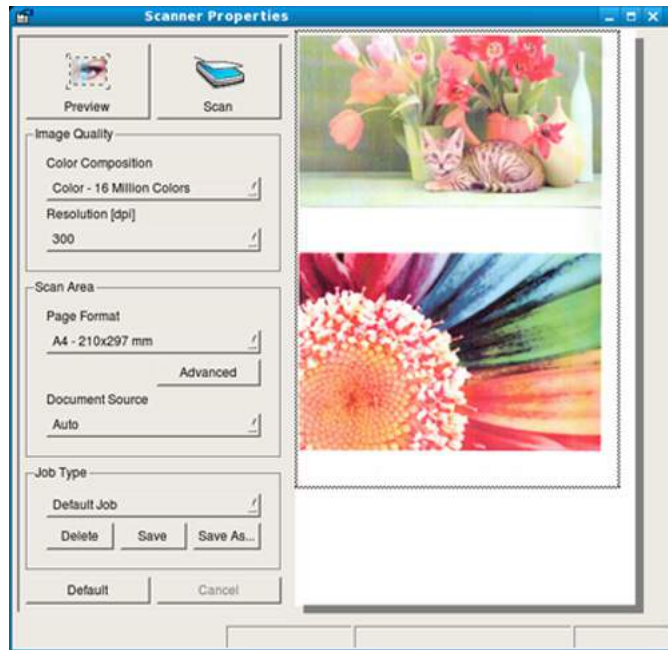 Scanner Properties
Preview Scan
Image Quality
Color Composition
Color - 16 Million Colors
Resolution [dpi]
300
Scan Area
Page Format
A4 - 210x297 mm
Advanced
Document Source
Auto
Job Type
Default Job
Delete Save Save As...
Default Cancel